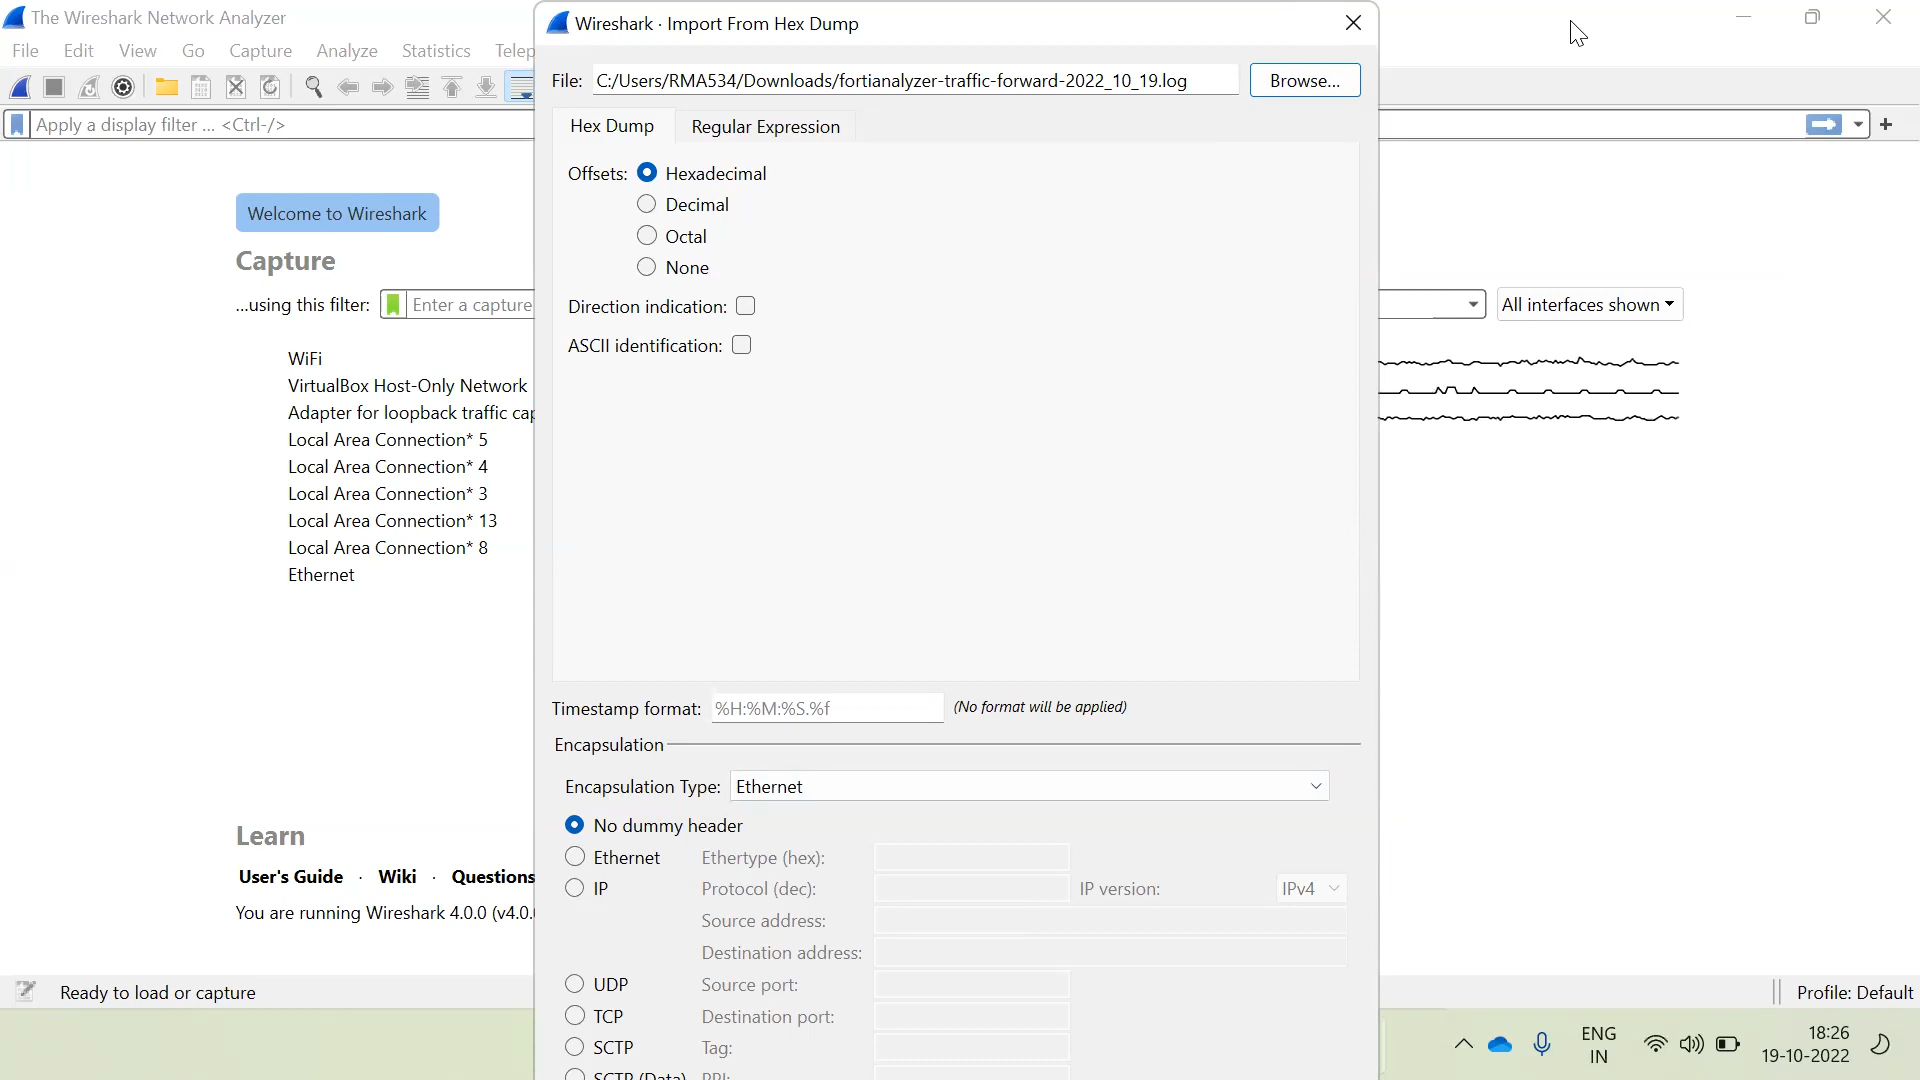 The Wireshark Network Analyzer
File Edit View Go Capture Analyze Statistics Telep
Apply a display filter ... <Ctrl-/>
Welcome to Wireshark
Capture
...using this filter: Enter a capture
All interfaces shown
WiFi
VirtualBox Host-Only Network
Adapter for loopback traffic cap
Local Area Connection* 5
Local Area Connection* 4
Local Area Connection* 3
Local Area Connection* 13
Local Area Connection* 8
Ethernet
Learn
User's Guide · Wiki · Questions
You are running Wireshark 4.0.0 (v4.0.
Ready to load or capture
Profile: Default
Wireshark · Import From Hex Dump
File: C:/Users/RMA534/Downloads/fortianalyzer-traffic-forward-2022_10_19.log Browse...
Hex Dump Regular Expression
Offsets: Hexadecimal
Decimal
Octal
None
Direction indication:
ASCII identification:
Timestamp format: %H:%M:%S.%f (No format will be applied)
Encapsulation
Encapsulation Type: Ethernet
No dummy header
Ethernet Ethertype (hex):
IP Protocol (dec): IP version: IPv4
Source address:
Destination address:
UDP Source port:
TCP Destination port:
SCTP Tag:
SCTP (Data) PPI:
ENG
IN
18:26
19-10-2022